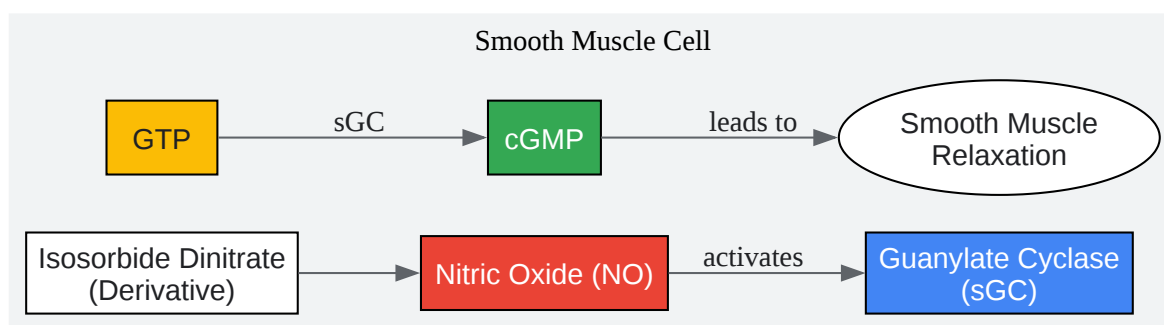 Smooth Muscle Cell
GTP
sGC
cGMP
leads to
Smooth Muscle
Relaxation
Isosorbide Dinitrate
(Derivative)
Nitric Oxide (NO)
activates
Guanylate Cyclase
(sGC)